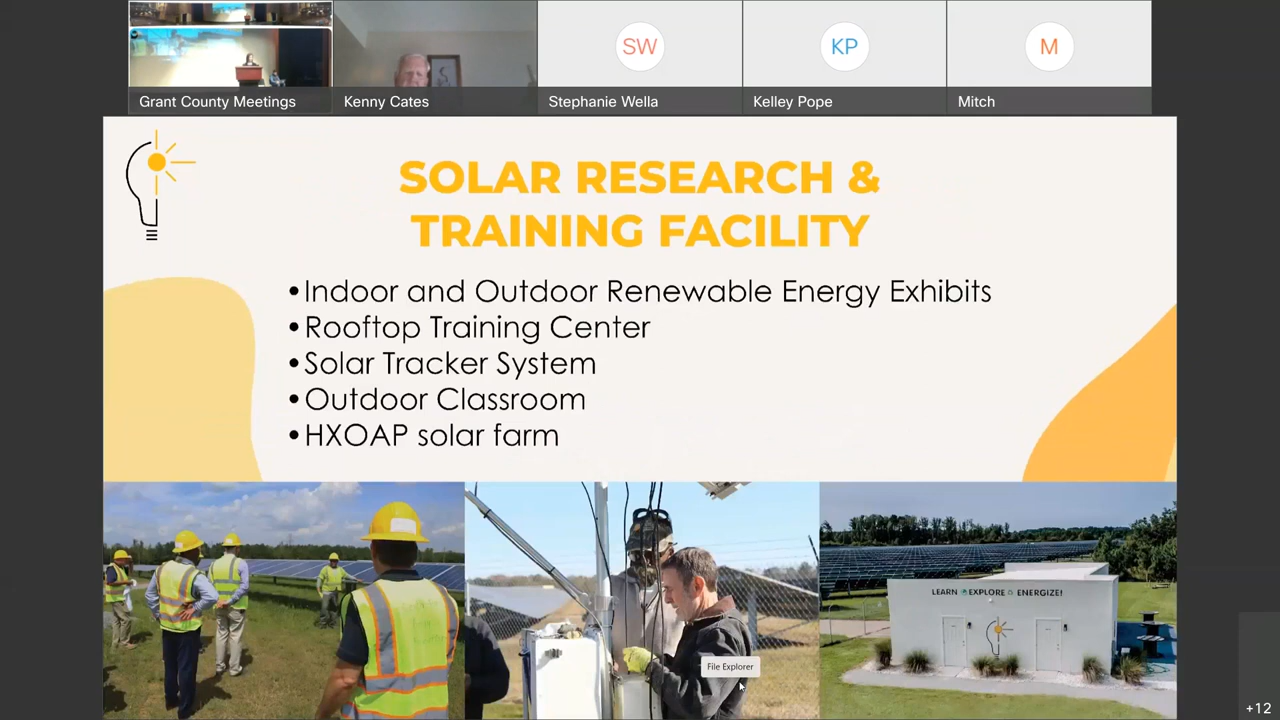 SW
KP
M
Grant County Meetings
Kenny Cates
Stephanie Wella
Kelley Pope
Mitch
SOLAR RESEARCH &
TRAINING FACILITY
•Indoor and Outdoor Renewable Energy Exhibits
•Rooftop Training Center
•Solar Tracker System
•Outdoor Classroom
•HXOAP solar farm
LEARN EXPLORE ENERGIZE!
File Explorer
+12